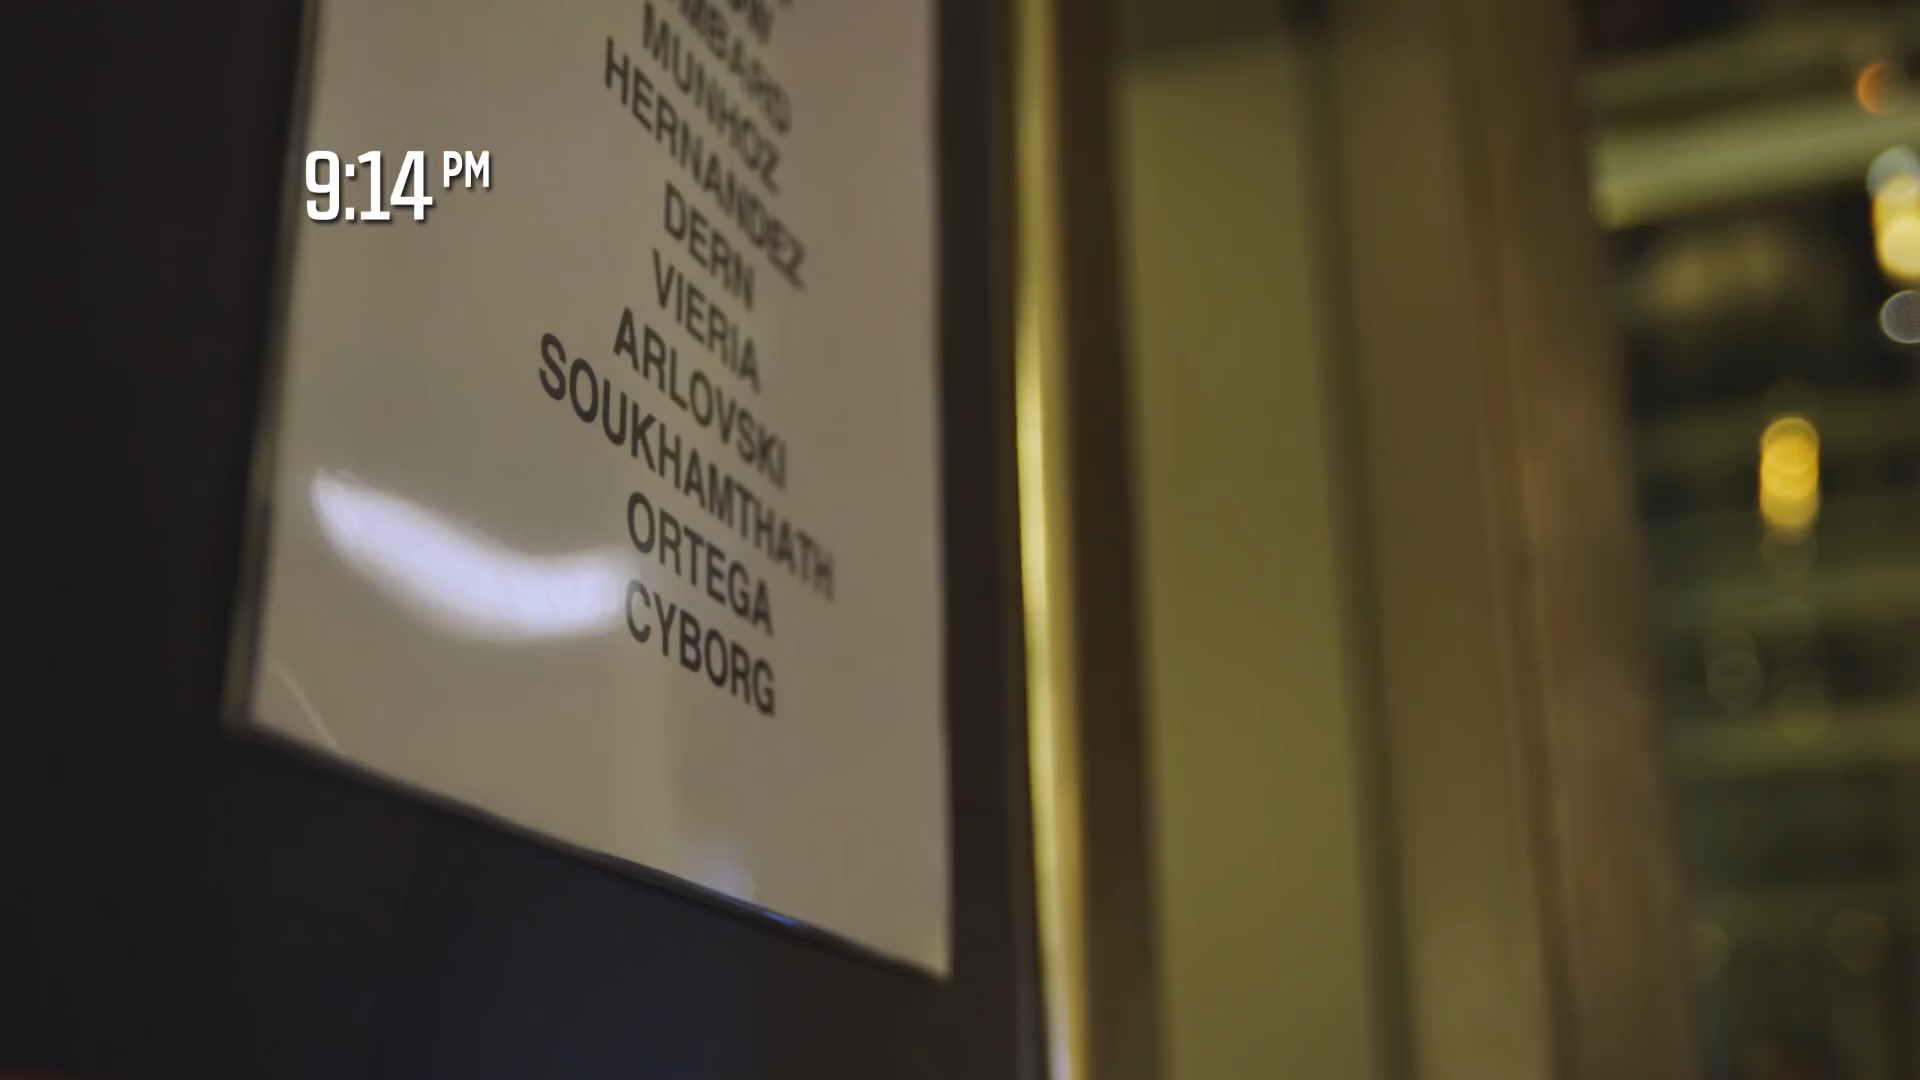 MUNHOZ
HERNANDEZ
9:14 PM
DERN
VIERIA
ARLOVSKI
SOUKHAMTHATH
ORTEGA
CYBORG